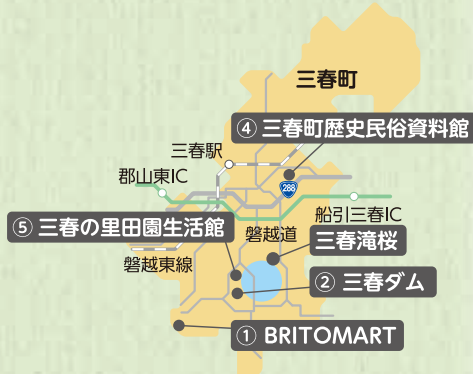 三春町
④ 三春町歴史民俗資料館
三春駅
郡山東IC
288
船引三春IC
⑤ 三春の里田園生活館
磐越道
三春滝桜
磐越東線
② 三春ダム
① BRITOMART